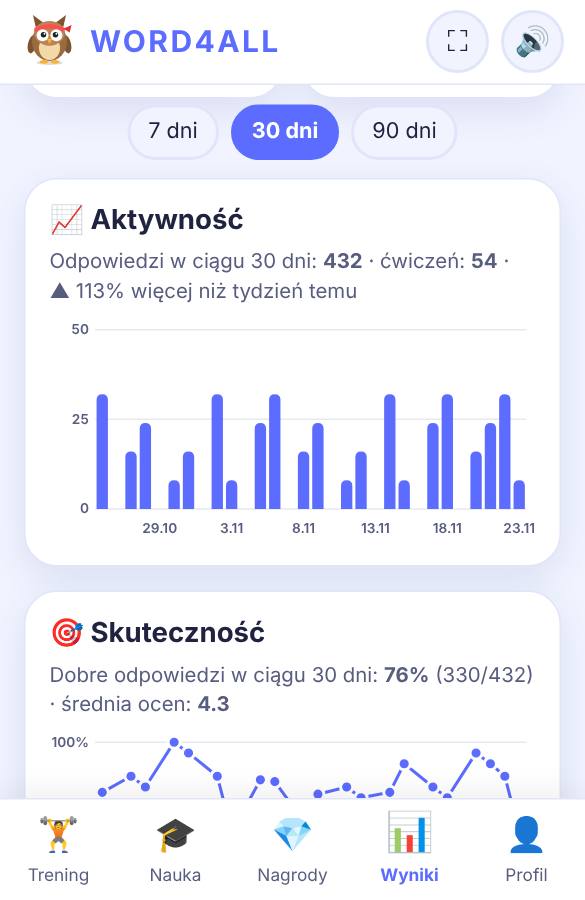 WORD4ALL
7 dni
30 dni
90 dni
Aktywność
Odpowiedzi w ciągu 30 dni: 432 · ćwiczeń: 54 ·
▲ 113% więcej niż tydzień temu
50
25
0
29.10
3.11
8.11
13.11
18.11
23.11
Skuteczność
Dobre odpowiedzi w ciągu 30 dni: 76% (330/432)
· średnia ocen: 4.3
100%
Trening
Nauka
Nagrody
Wyniki
Profil